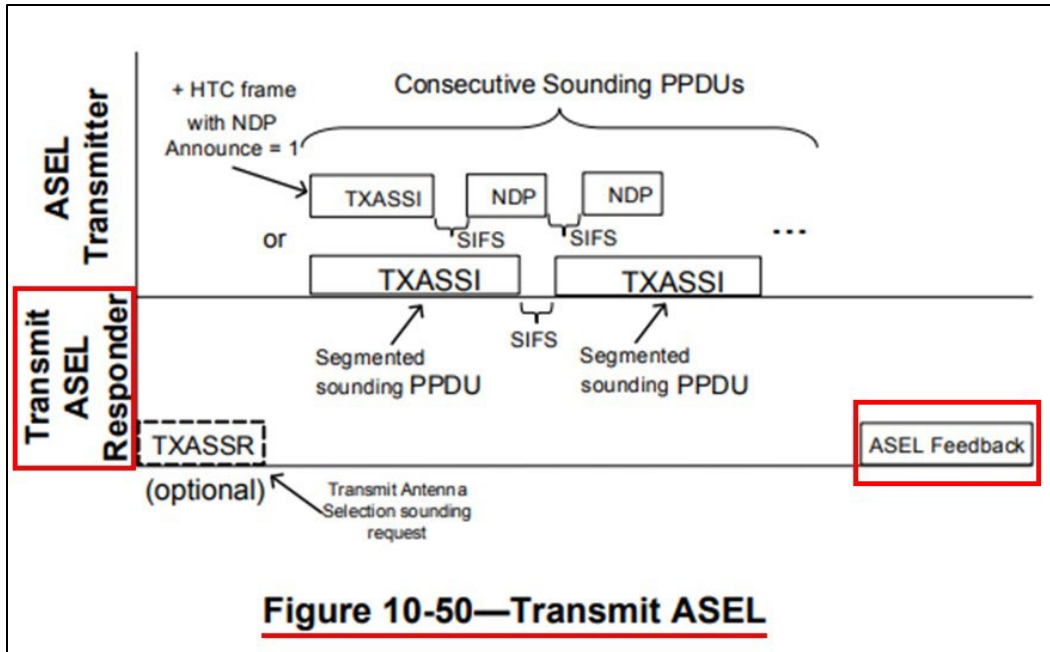 ASEL
Transmitter
+ HTC frame
with NDP
Announce = 1
Consecutive Sounding PPDUs
TXASSI
NDP
NDP
SIFS
SIFS
...
or
TXASSI
TXASSI
SIFS
Segmented
sounding PPDU
Segmented
sounding PPDU
Transmit
ASEL
Responder
TXASSR
(optional)
Transmit Antenna
Selection sounding
request
ASEL Feedback
Figure 10-50—Transmit ASEL